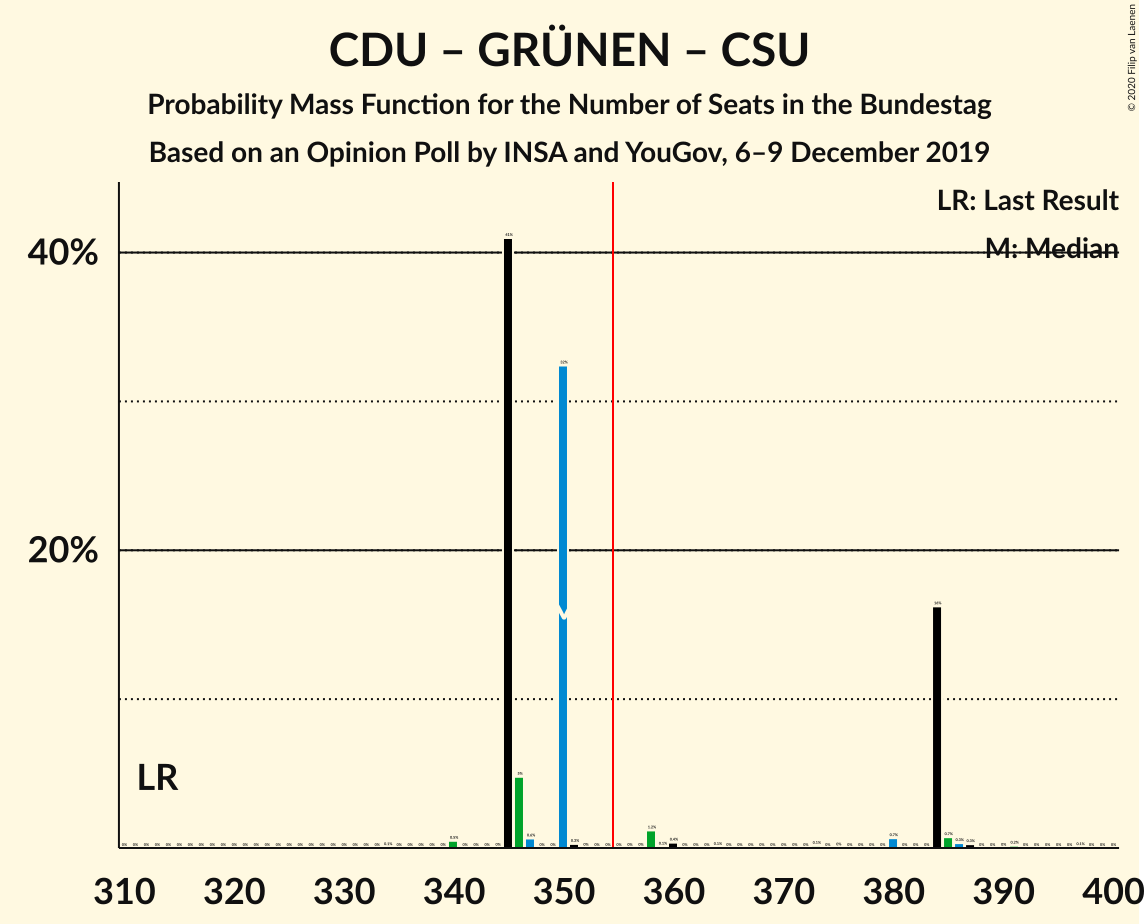 CDU – GRÜNEN – CSU
Probability Mass Function for the Number of Seats in the Bundestag
Based on an Opinion Poll by INSA and YouGov, 6–9 December 2019
© 2020 Filip van Laenen
LR: Last Result
M: Median
40%
20%
41%
32%
16%
5%
LR
310 320 330 340 350 360 370 380 390 400